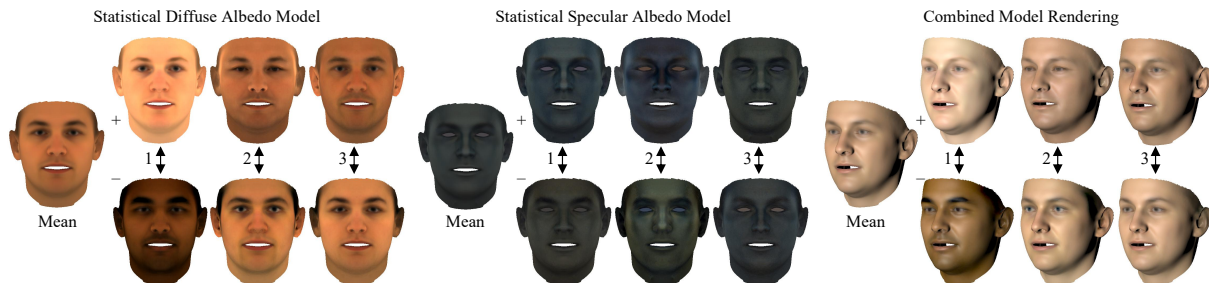 Statistical Diffuse Albedo Model
Statistical Specular Albedo Model
Combined Model Rendering
+
1
2
3
−
Mean
+
1
2
3
−
Mean
+
1
2
3
−
Mean